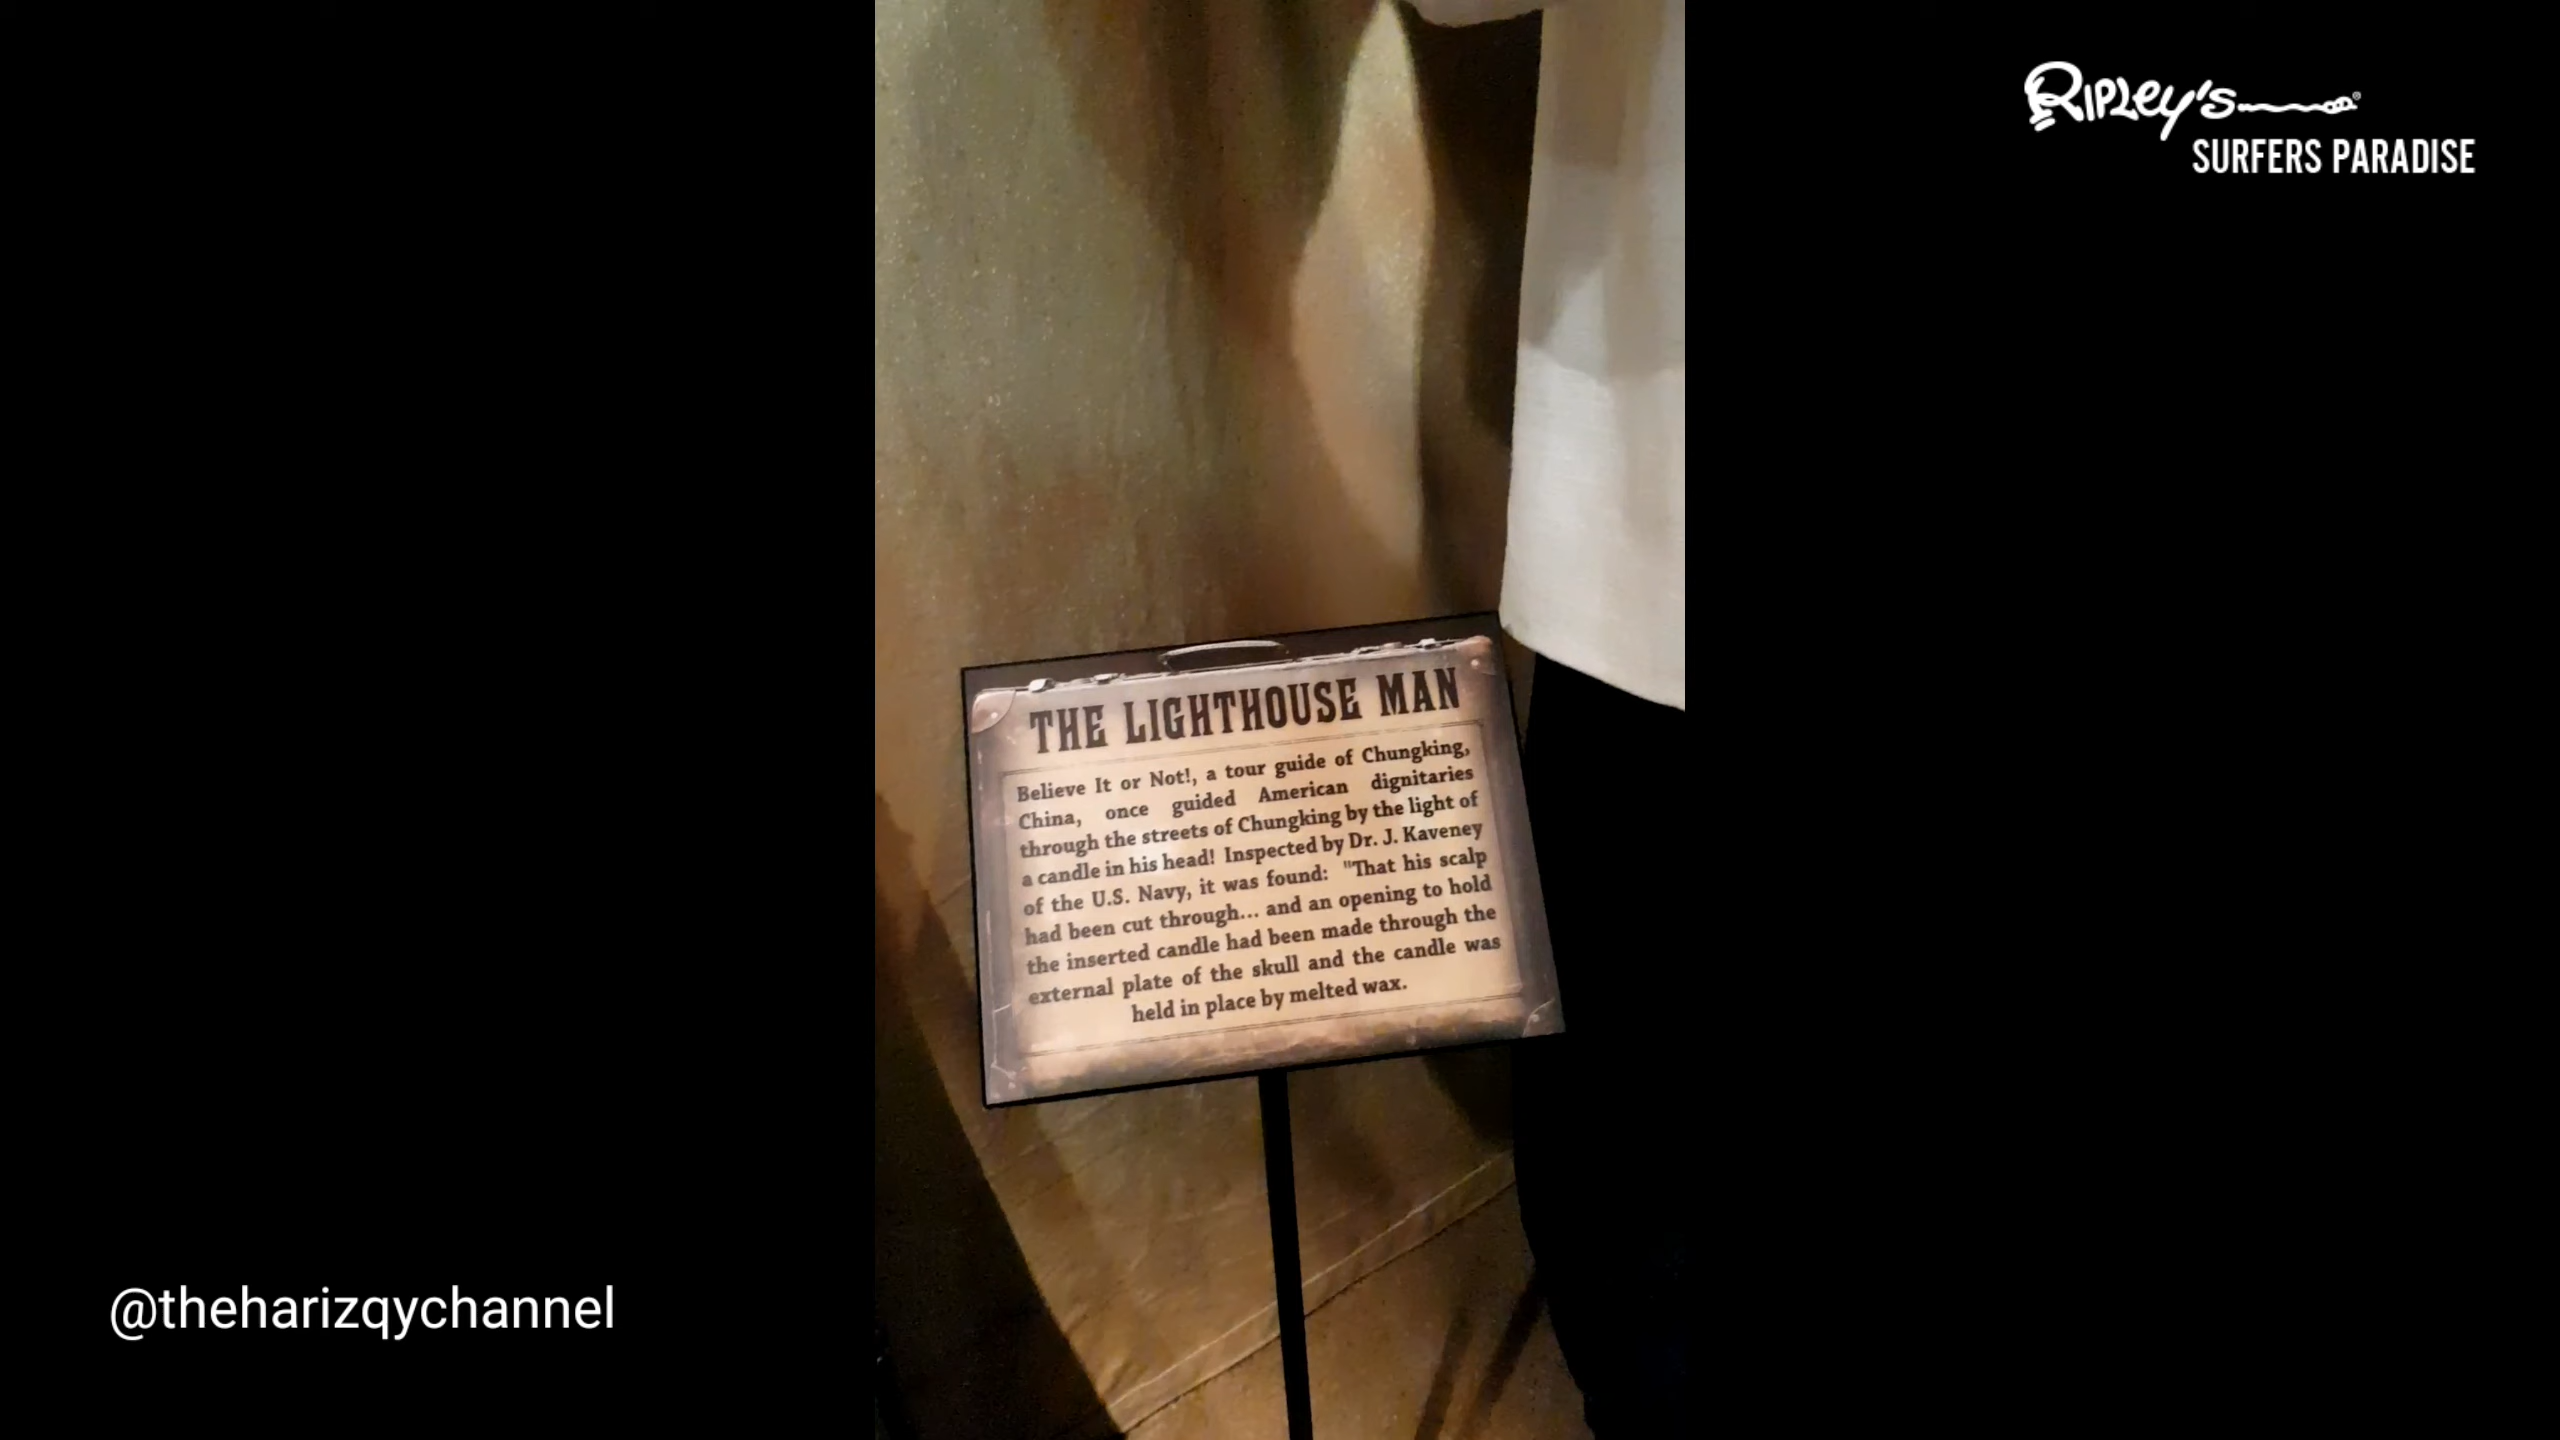 RIPLEY'S
SURFERS PARADISE
THE LIGHTHOUSE MAN
Believe It or Not!, a tour guide of Chungking,
China, once guided American dignitaries
through the streets of Chungking by the light of
a candle in his head! Inspected by Dr. J. Kaveney
of the U.S. Navy, it was found: "That his scalp
had been cut through... and an opening to hold
the inserted candle had been made through the
external plate of the skull and the candle was
held in place by melted wax.
@theharizqychannel